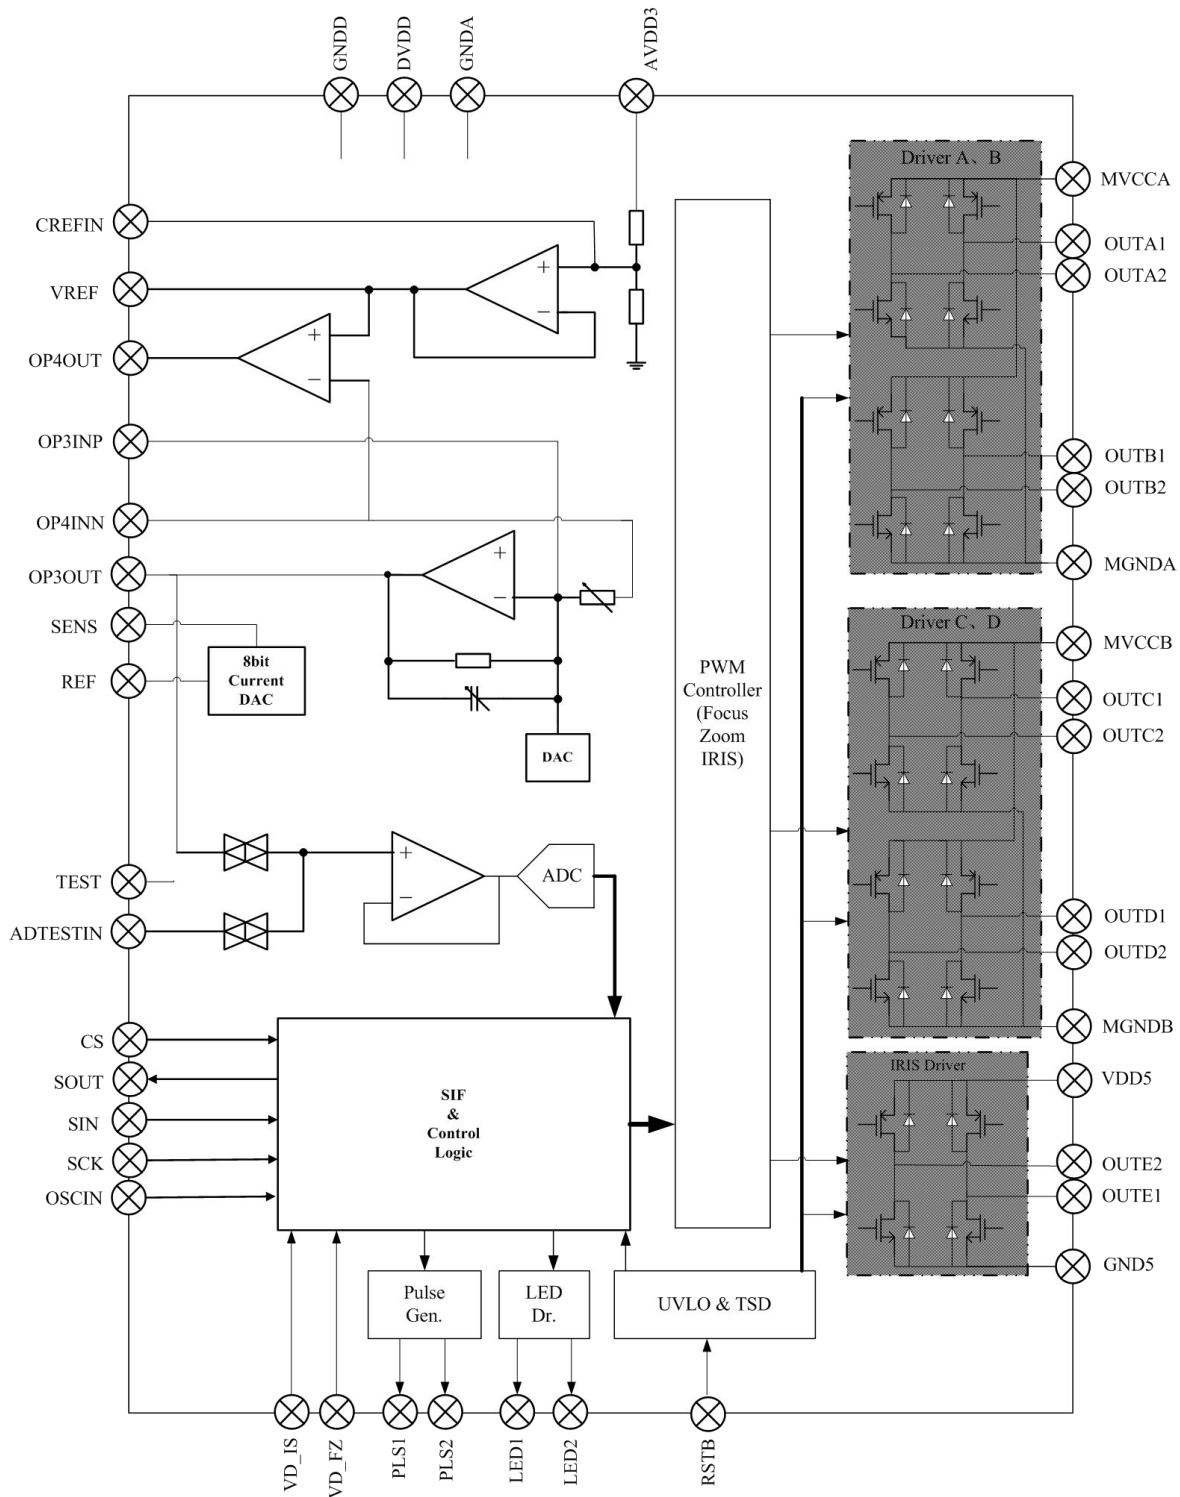 GNDD
DVDD
GNDA
AVDD3
CREFIN
VREF
OP4OUT
OP3INP
OP4INN
OP3OUT
SENS
REF
TEST
ADTESTIN
CS
SOUT
SIN
SCK
OSCIN
+
−
+
−
+
−
8bit
Current
DAC
DAC
+
−
ADC
SIF
&
Control
Logic
PWM
Controller
(Focus
Zoom
IRIS)
Pulse
Gen.
LED
Dr.
UVLO & TSD
Driver A、B
Driver C、D
IRIS Driver
MVCCA
OUTA1
OUTA2
OUTB1
OUTB2
MGNDA
MVCCB
OUTC1
OUTC2
OUTD1
OUTD2
MGNDB
VDD5
OUTE2
OUTE1
GND5
VD_IS
VD_FZ
PLS1
PLS2
LED1
LED2
RSTB